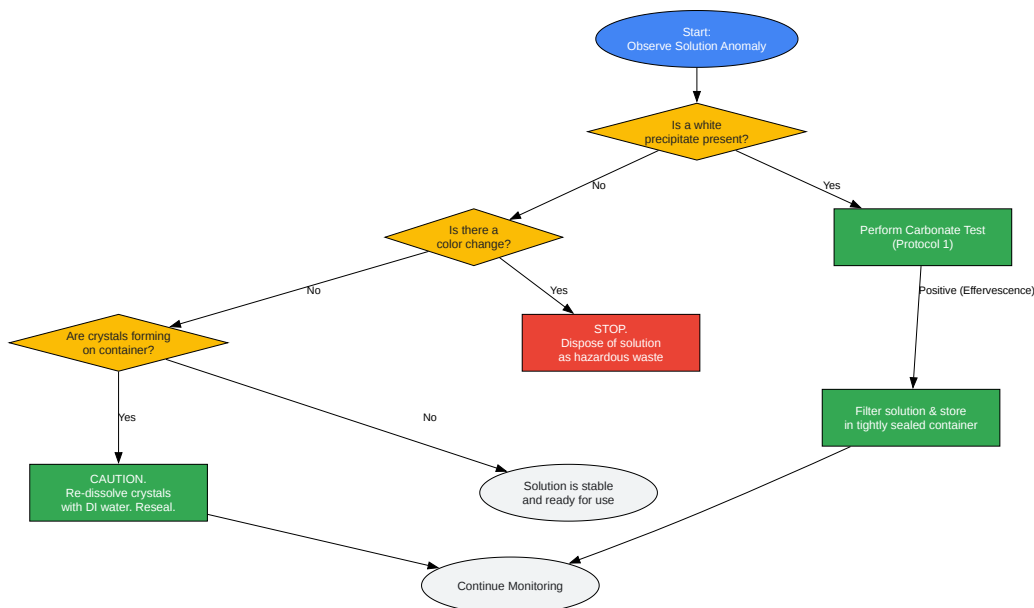 Start:
Observe Solution Anomaly
Is a white
precipitate present?
No
Yes
Is there a
color change?
Perform Carbonate Test
(Protocol 1)
No
Yes
Positive (Effervescence)
Are crystals forming
on container?
STOP.
Dispose of solution
as hazardous waste
Yes
No
Filter solution & store
in tightly sealed container
CAUTION.
Re-dissolve crystals
with DI water. Reseal.
Solution is stable
and ready for use
Continue Monitoring